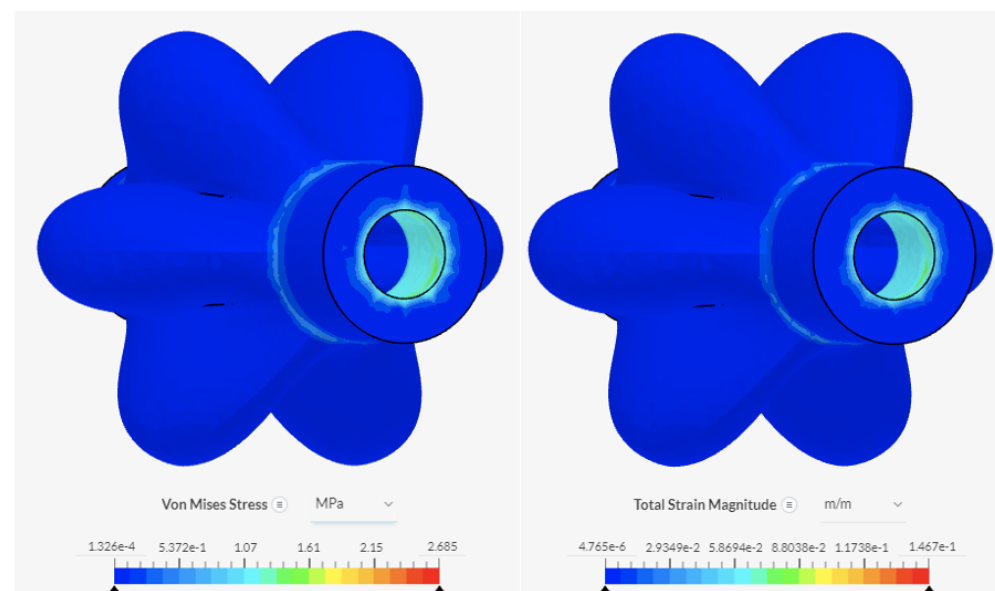 Von Mises Stress MPa
1.326e-4 5.372e-1 1.07 1.61 2.15 2.685
Total Strain Magnitude m/m
4.765e-6 2.9349e-2 5.8694e-2 8.8038e-2 1.1738e-1 1.467e-1